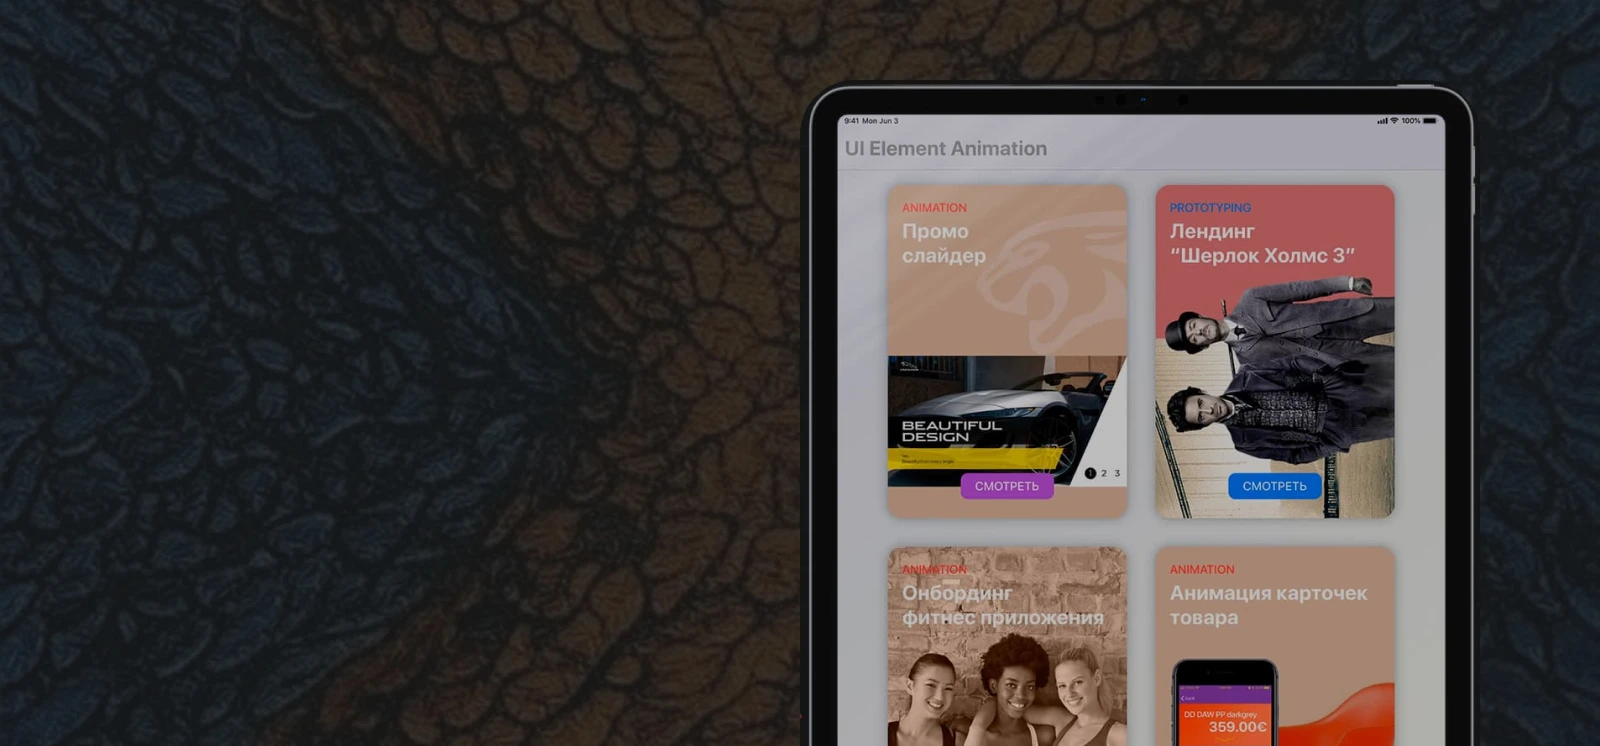 9:41 Mon Jun 3
100%
UI Element Animation
ANIMATION
Промо
слайдер
BEAUTIFUL
DESIGN
1 2 3
СМОТРЕТЬ
PROTOTYPING
Лендинг
“Шерлок Холмс 3”
СМОТРЕТЬ
ANIMATION
Онбординг
фитнес приложения
ANIMATION
Анимация карточек
товара
DD DAW PP darkgrey
359.00€